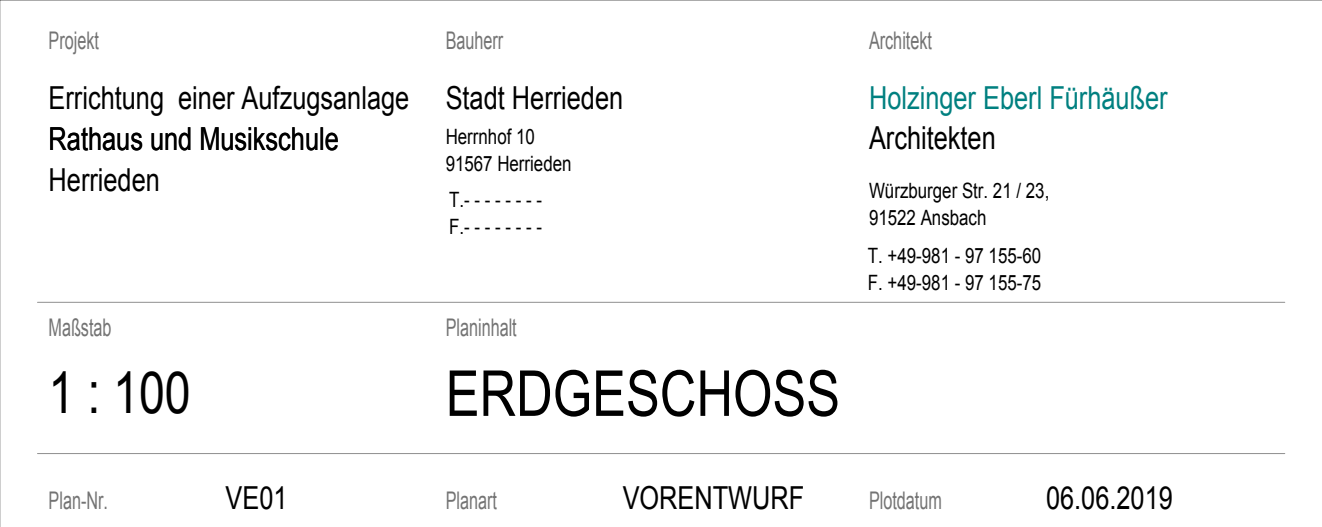 Projekt
Errichtung einer Aufzugsanlage
Rathaus und Musikschule
Herrieden
Bauherr
Stadt Herrieden
Herrnhof 10
91567 Herrieden
T.- - - - - - - -
F.- - - - - - - -
Architekt
Holzinger Eberl Fürhäußer
Architekten
Würzburger Str. 21 / 23,
91522 Ansbach
T. +49-981 - 97 155-60
F. +49-981 - 97 155-75
Maßstab
1 : 100
Planinhalt
ERDGESCHOSS
Plan-Nr. VE01
Planart VORENTWURF
Plotdatum 06.06.2019